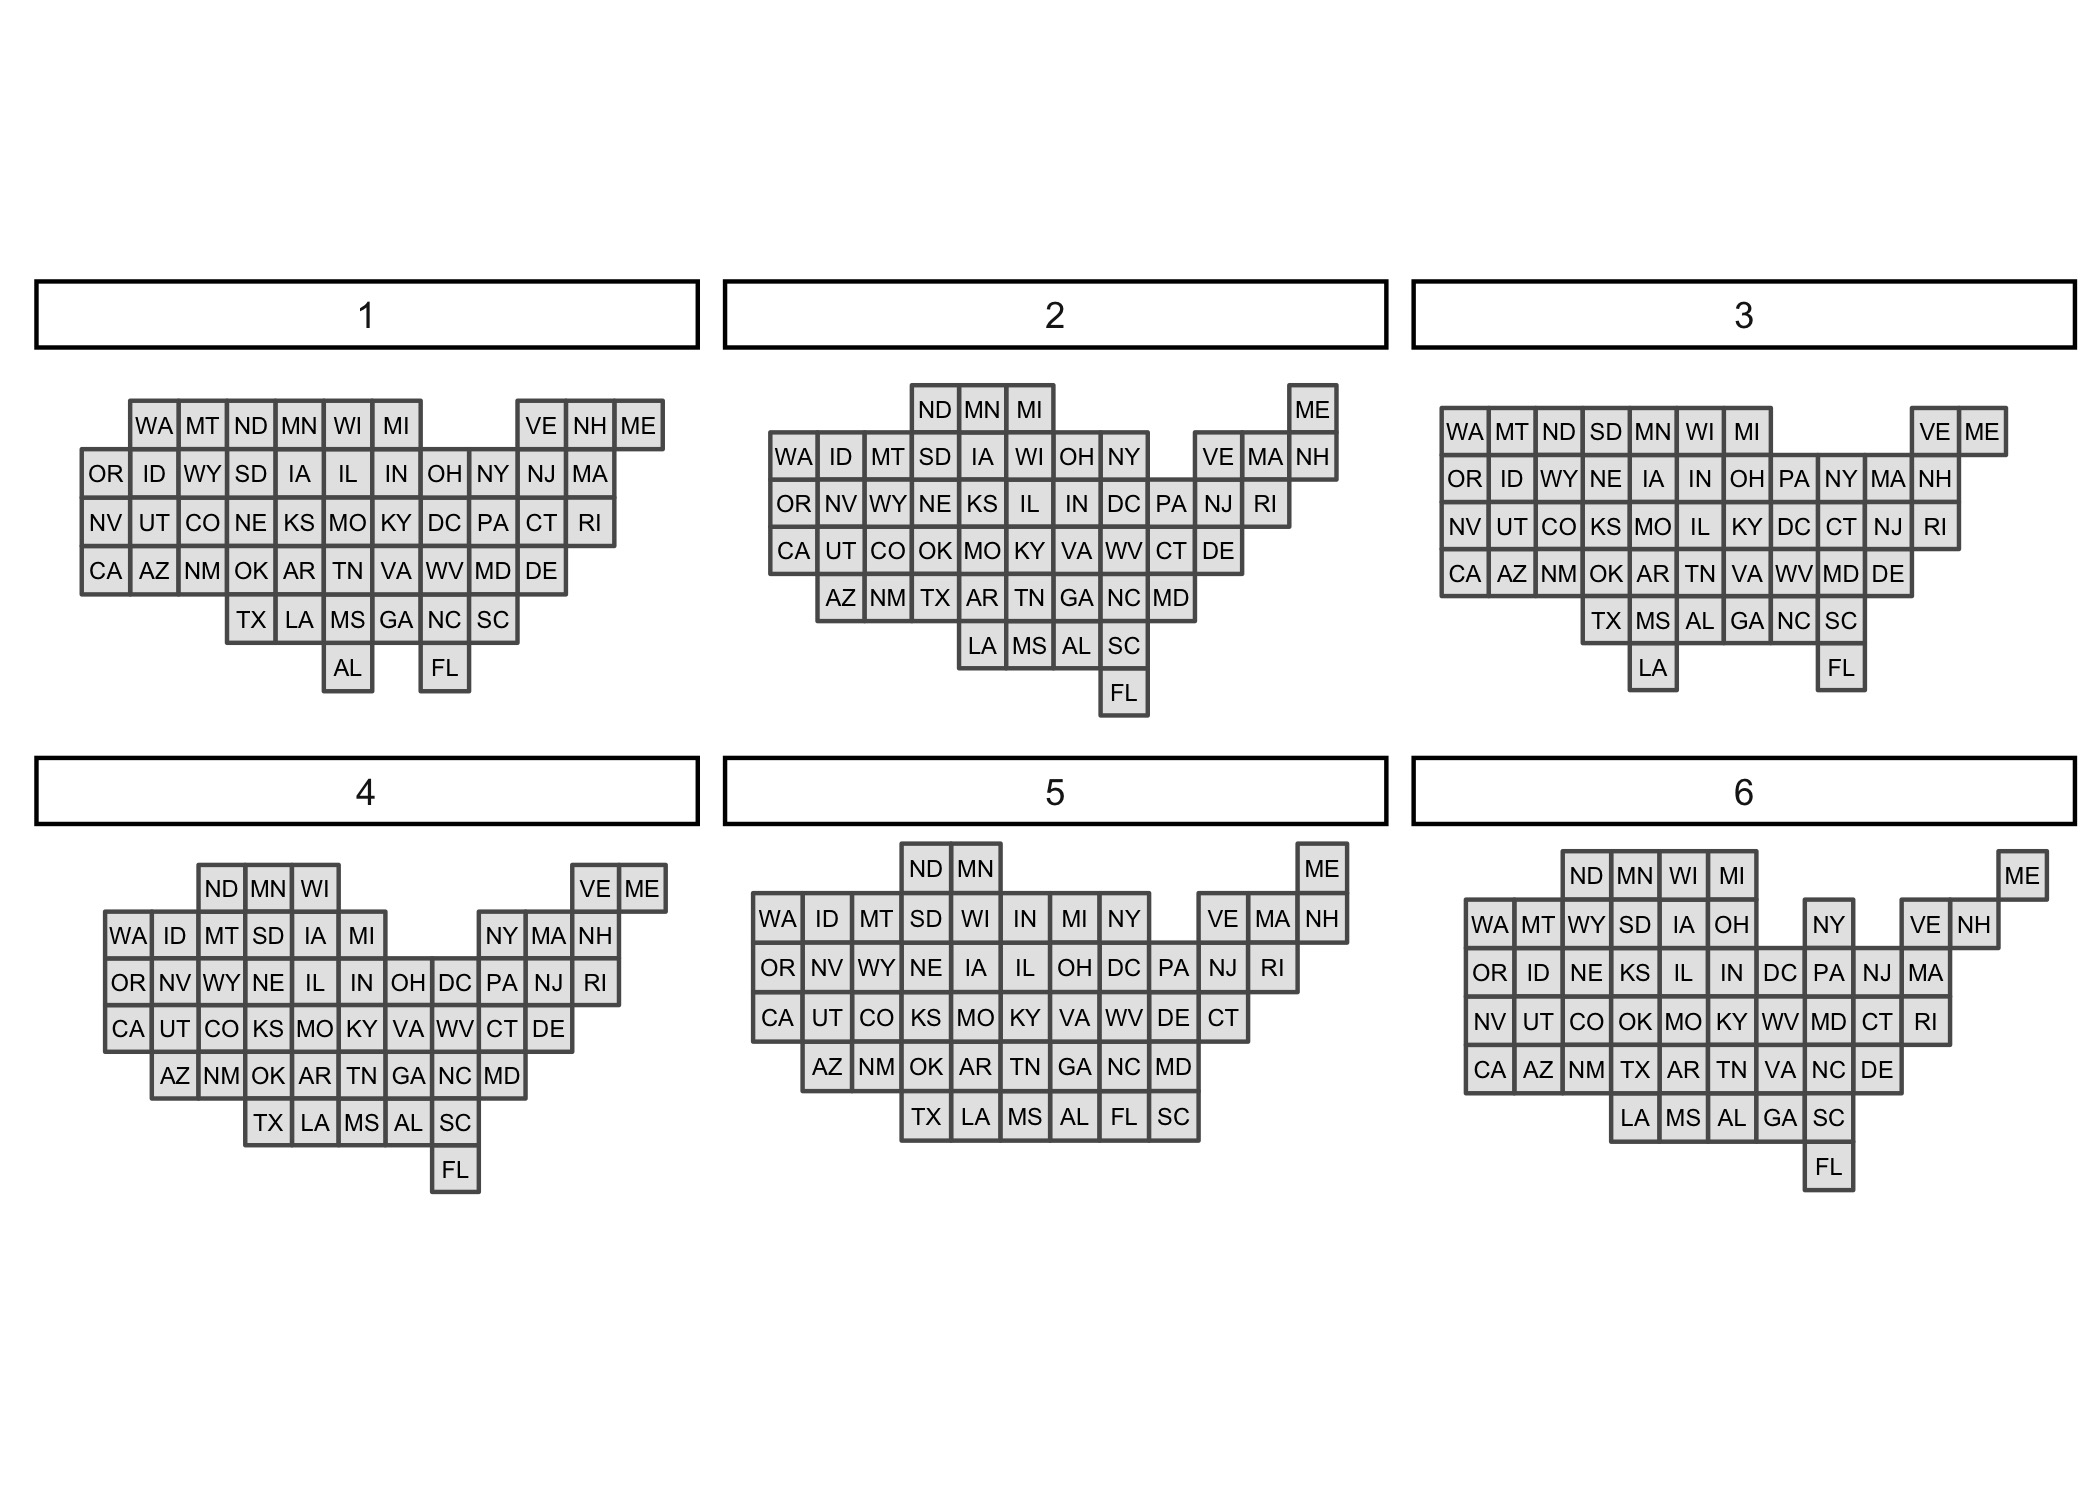 1
WA MT ND MN WI MI VE NH ME
OR ID WY SD IA IL IN OH NY NJ MA
NV UT CO NE KS MO KY DC PA CT RI
CA AZ NM OK AR TN VA WV MD DE
TX LA MS GA NC SC
AL FL
2
ND MN MI ME
WA ID MT SD IA WI OH NY VE MA NH
OR NV WY NE KS IL IN DC PA NJ RI
CA UT CO OK MO KY VA WV CT DE
AZ NM TX AR TN GA NC MD
LA MS AL SC
FL
3
WA MT ND SD MN WI MI VE ME
OR ID WY NE IA IN OH PA NY MA NH
NV UT CO KS MO IL KY DC CT NJ RI
CA AZ NM OK AR TN VA WV MD DE
TX MS AL GA NC SC
LA FL
4
ND MN WI VE ME
WA ID MT SD IA MI NY MA NH
OR NV WY NE IL IN OH DC PA NJ RI
CA UT CO KS MO KY VA WV CT DE
AZ NM OK AR TN GA NC MD
TX LA MS AL SC
FL
5
ND MN ME
WA ID MT SD WI IN MI NY VE MA NH
OR NV WY NE IA IL OH DC PA NJ RI
CA UT CO KS MO KY VA WV DE CT
AZ NM OK AR TN GA NC MD
TX LA MS AL FL SC
6
ND MN WI MI ME
WA MT WY SD IA OH NY VE NH
OR ID NE KS IL IN DC PA NJ MA
NV UT CO OK MO KY WV MD CT RI
CA AZ NM TX AR TN VA NC DE
LA MS AL GA SC
FL